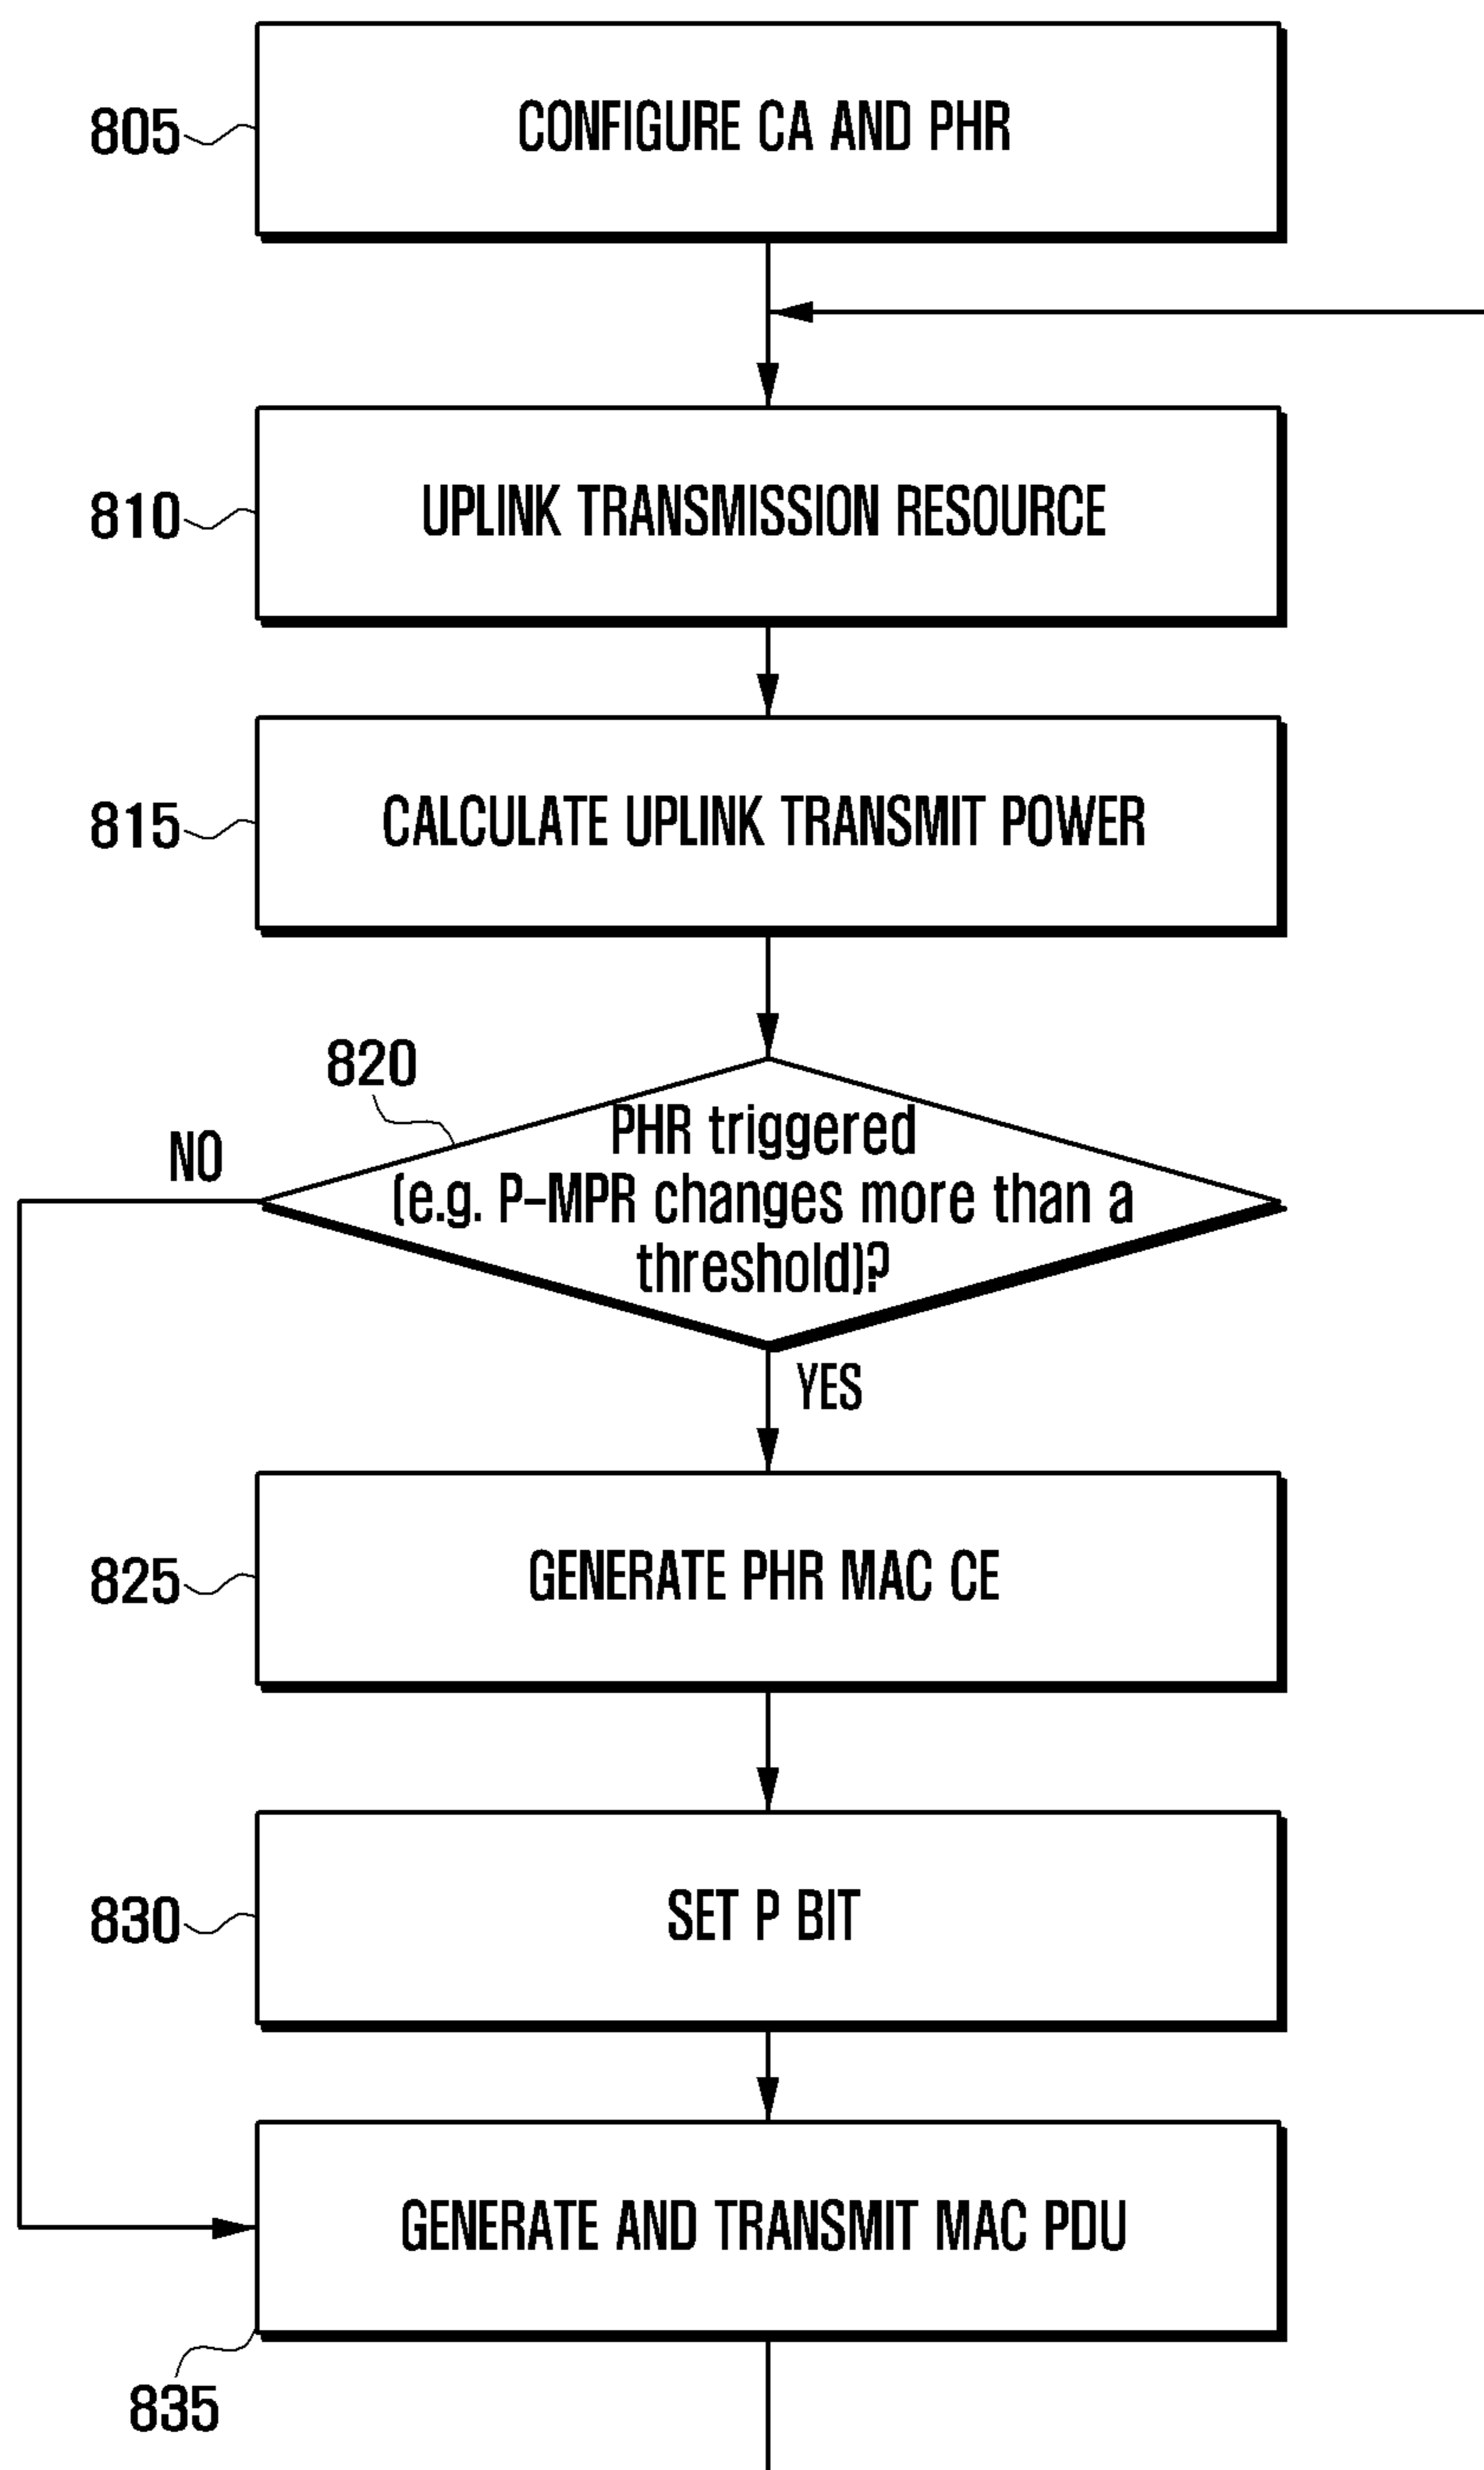 805
CONFIGURE CA AND PHR
810
UPLINK TRANSMISSION RESOURCE
815
CALCULATE UPLINK TRANSMIT POWER
820
NO
PHR triggered
(e.g. P-MPR changes more than a
threshold)?
YES
825
GENERATE PHR MAC CE
830
SET P BIT
GENERATE AND TRANSMIT MAC PDU
835